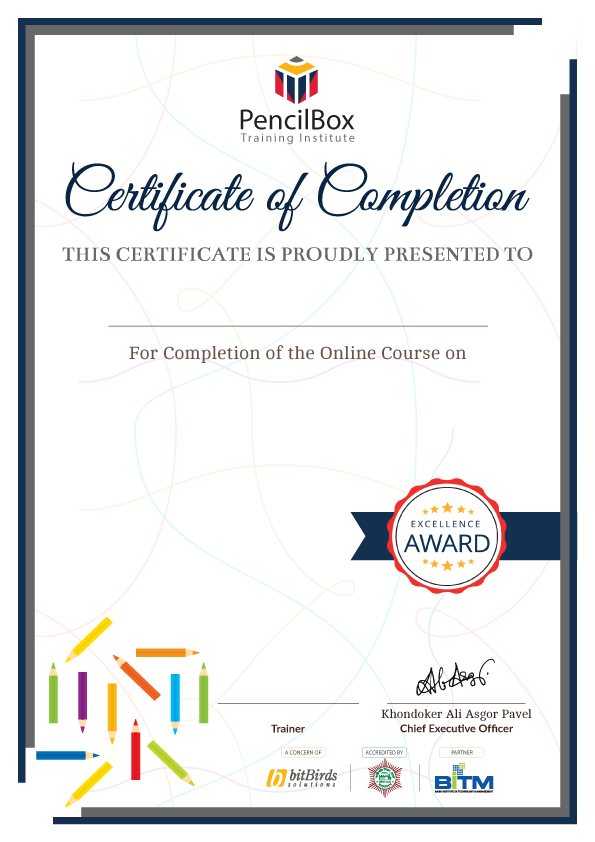 PencilBox
Training Institute
Certificate of Completion
THIS CERTIFICATE IS PROUDLY PRESENTED TO
For Completion of the Online Course on
EXCELLENCE
AWARD
Khondoker Ali Asgor Pavel
Trainer
Chief Executive Officer
A CONCERN OF
ACCREDITED BY
PARTNER
bitBirds
solutions
BITM